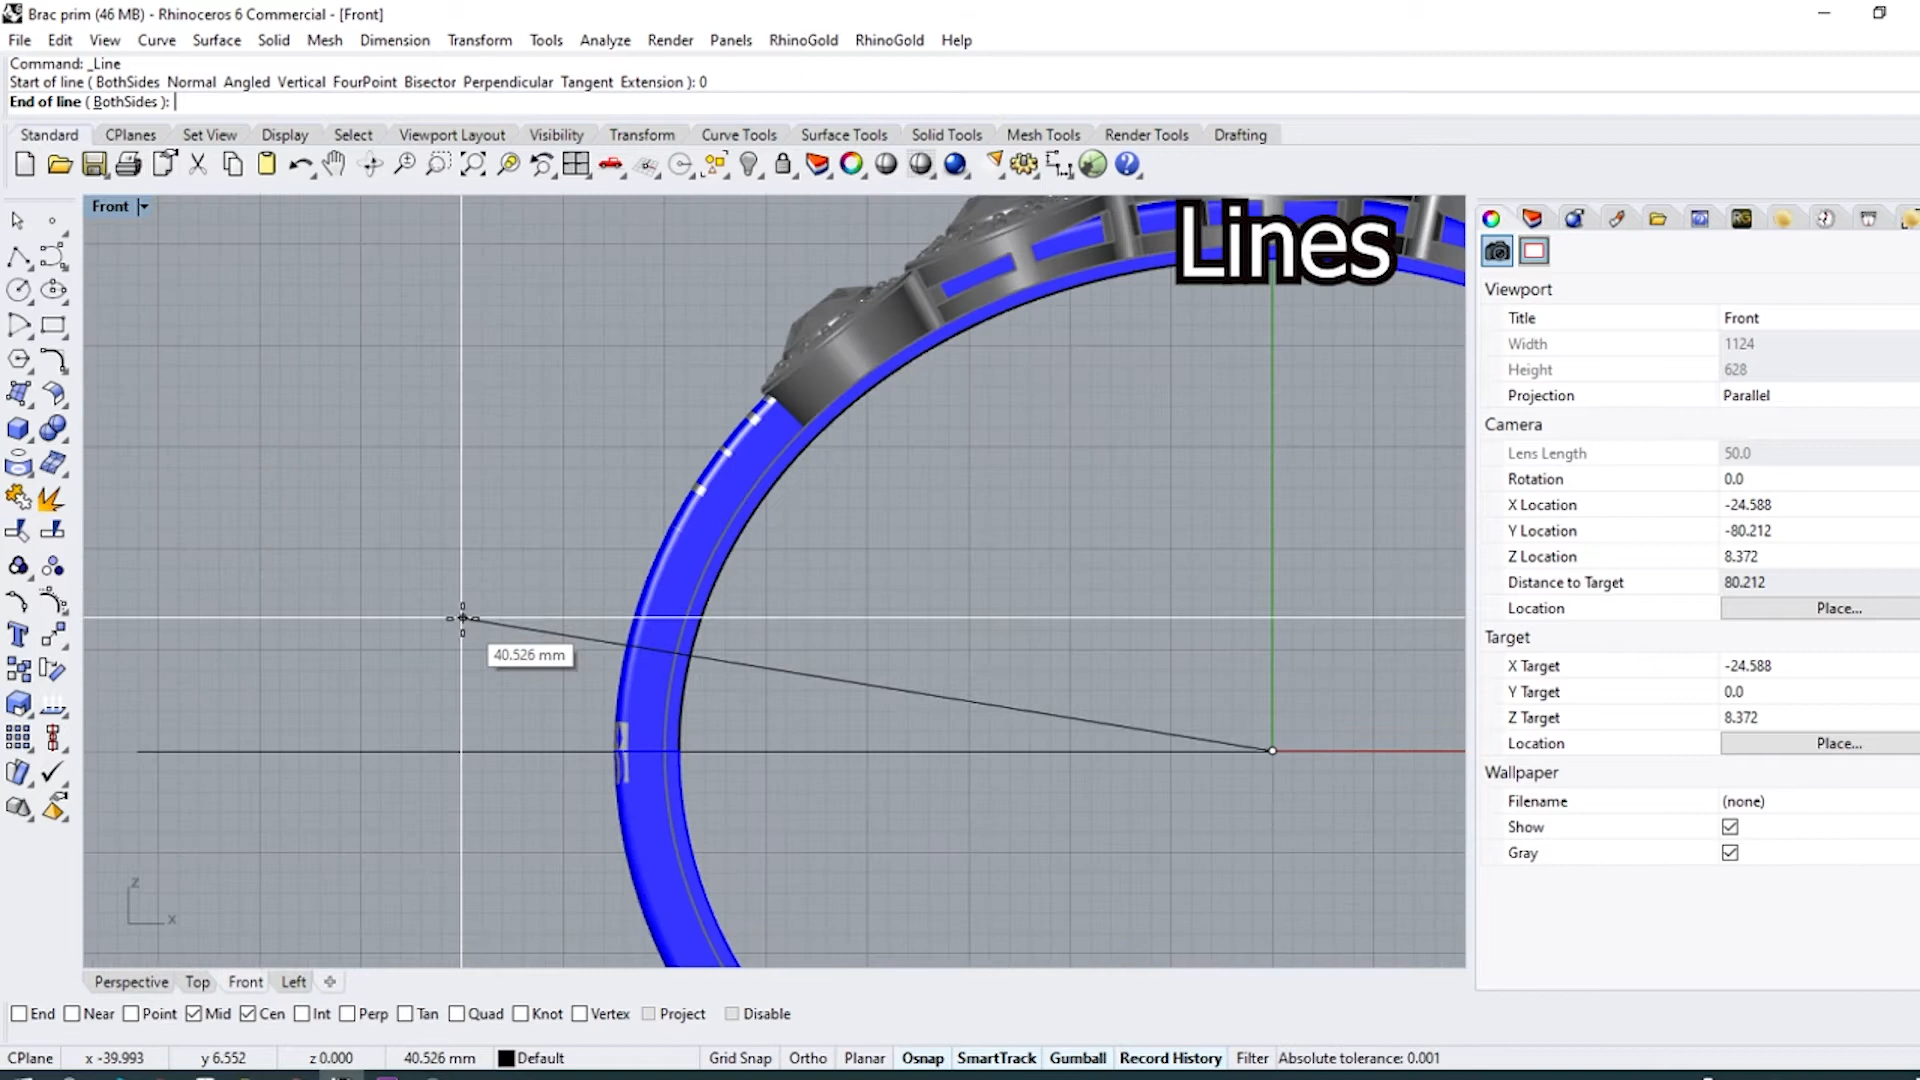 Brac prim (46 MB) - Rhinoceros 6 Commercial - [Front]
File Edit View Curve Surface Solid Mesh Dimension Transform Tools Analyze Render Panels RhinoGold RhinoGold Help
Command: _Line
Start of line ( BothSides Normal Angled Vertical FourPoint Bisector Perpendicular Tangent Extension ): 0
End of line ( BothSides ):
Standard CPlanes Set View Display Select Viewport Layout Visibility Transform Curve Tools Surface Tools Solid Tools Mesh Tools Render Tools Drafting
Front
Lines
RG
Viewport
Title Front
Width 1124
Height 628
Projection Parallel
Camera
Lens Length 50.0
Rotation 0.0
X Location -24.588
Y Location -80.212
Z Location 8.372
Distance to Target 80.212
Location Place...
Target
X Target -24.588
Y Target 0.0
Z Target 8.372
Location Place...
Wallpaper
Filename (none)
Show
Gray
40.526 mm
z
x
Perspective Top Front Left
End Near Point Mid Cen Int Perp Tan Quad Knot Vertex Project Disable
CPlane x -39.993 y 6.552 z 0.000 40.526 mm Default Grid Snap Ortho Planar Osnap SmartTrack Gumball Record History Filter Absolute tolerance: 0.001